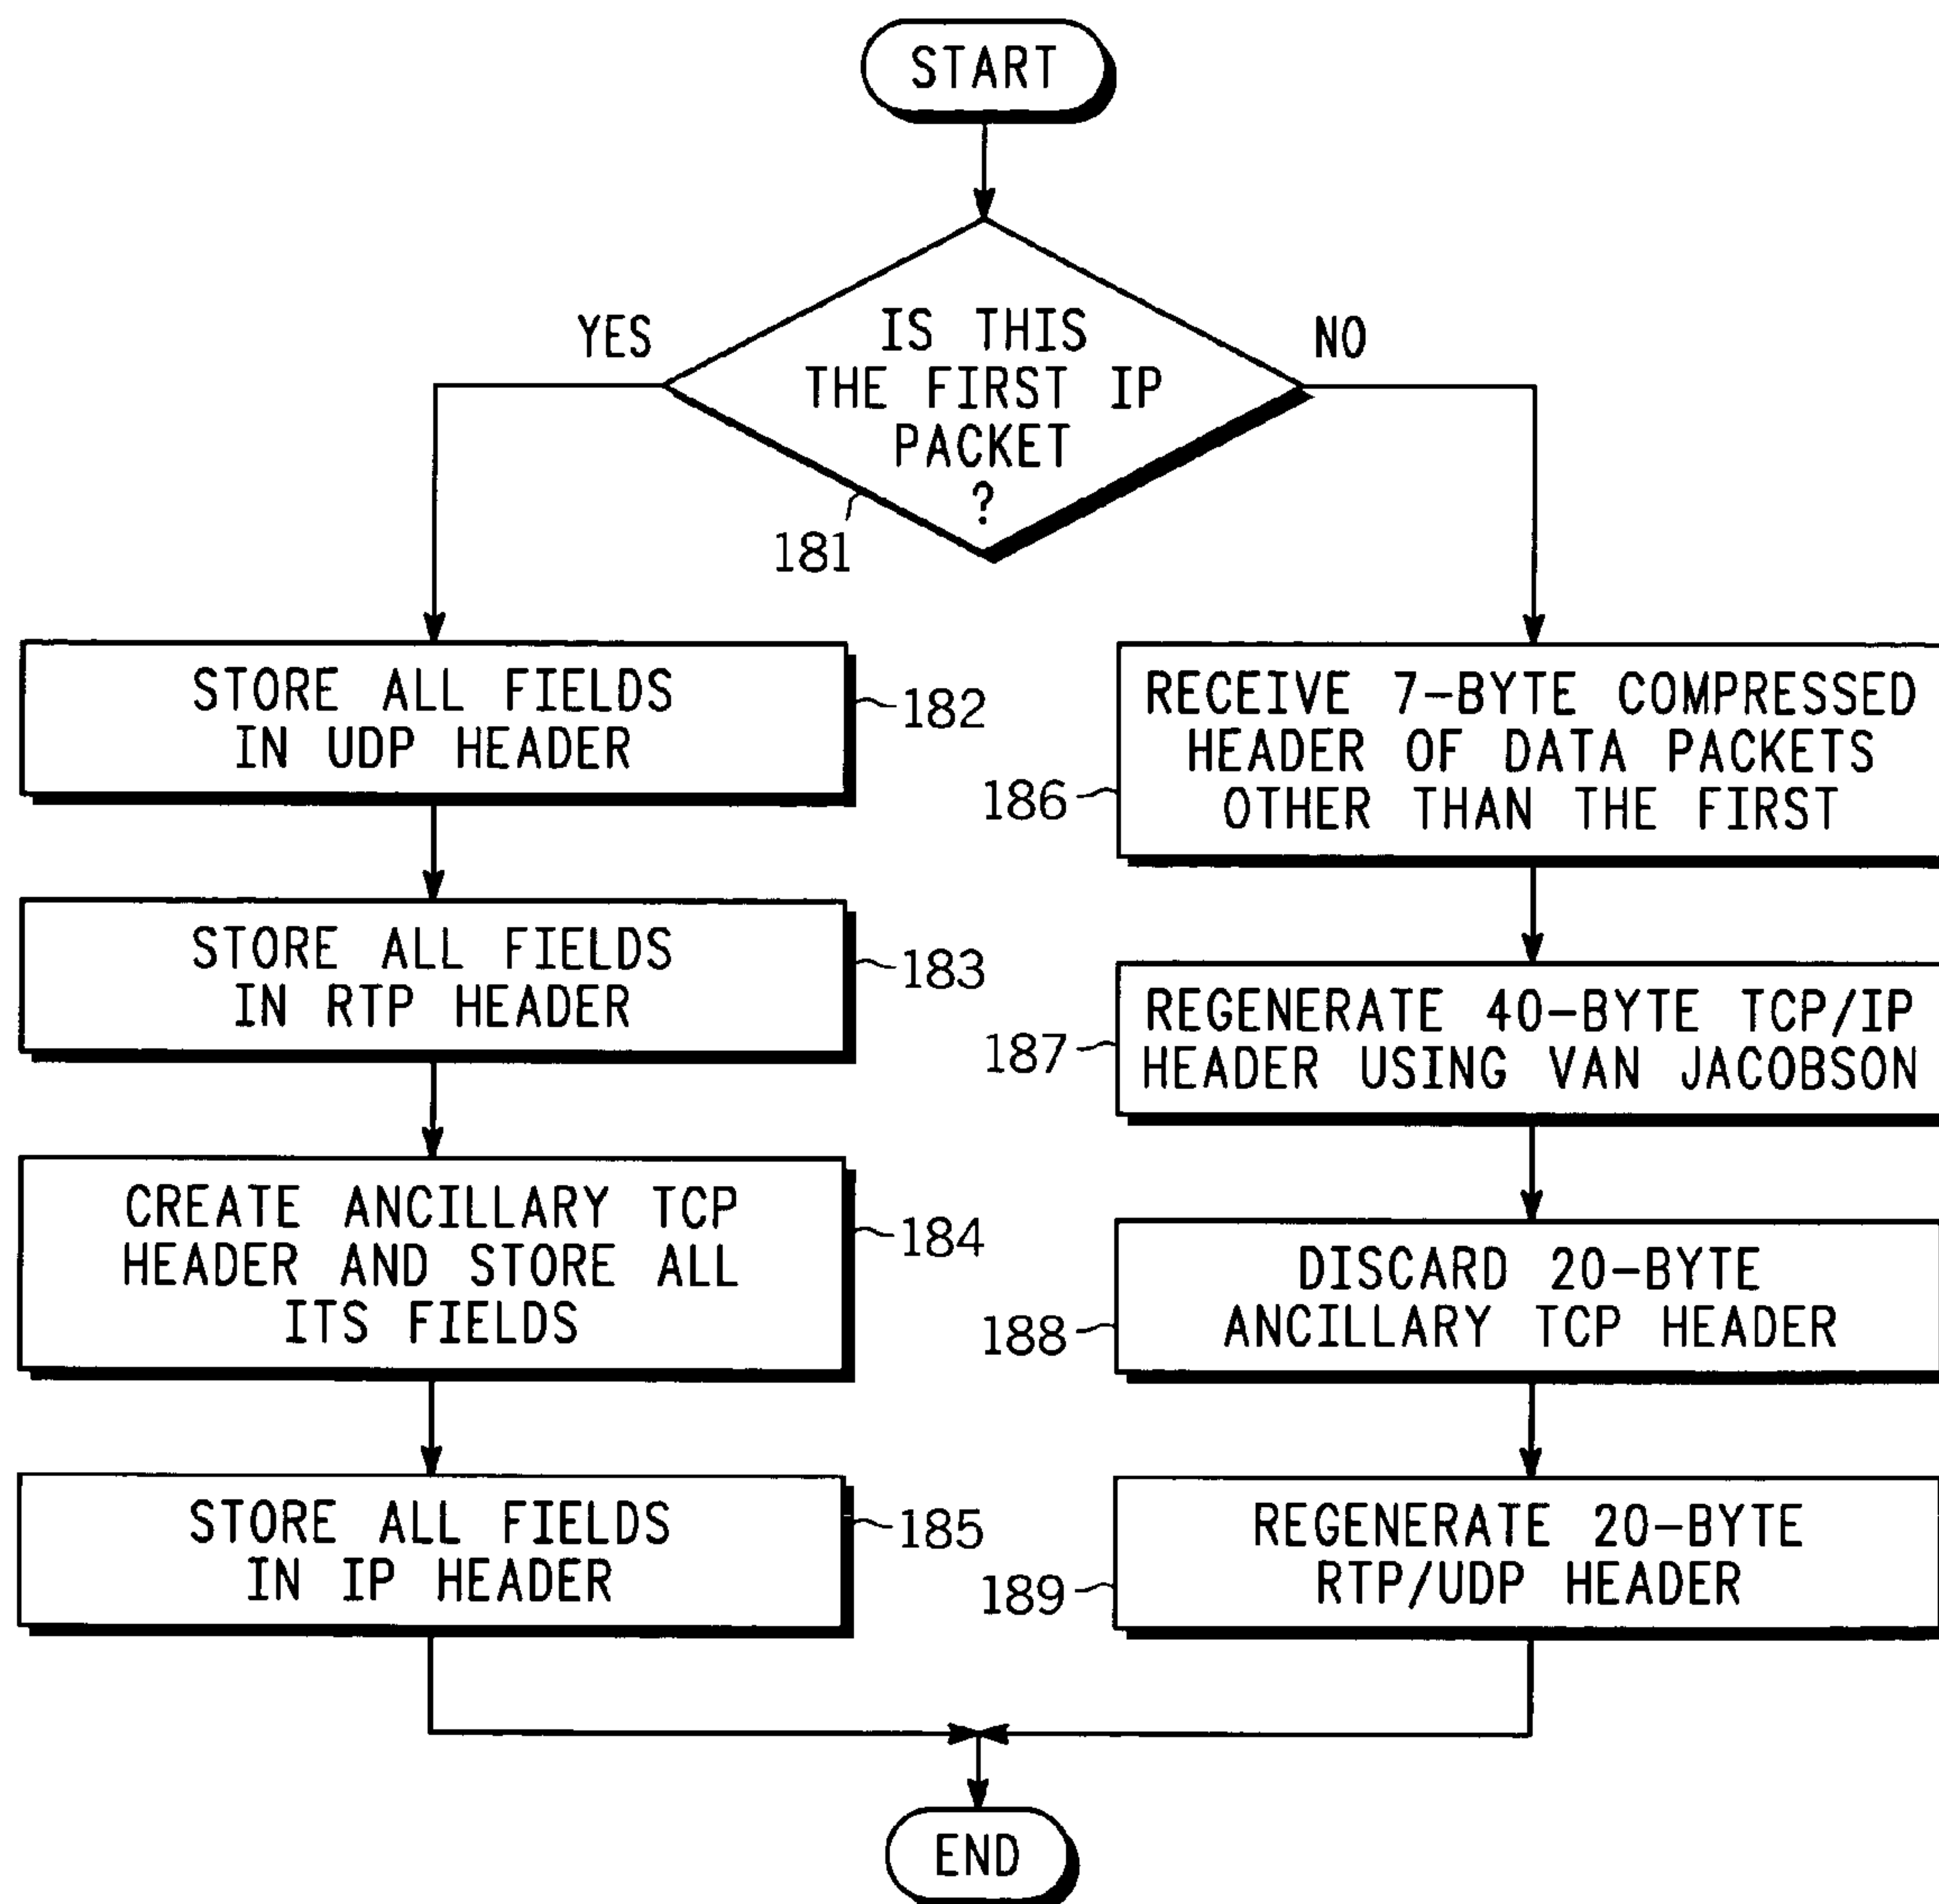 START
IS THIS
THE FIRST IP
PACKET
?
181
YES
NO
STORE ALL FIELDS
IN UDP HEADER
182
STORE ALL FIELDS
IN RTP HEADER
183
CREATE ANCILLARY TCP
HEADER AND STORE ALL
ITS FIELDS
184
STORE ALL FIELDS
IN IP HEADER
185
RECEIVE 7-BYTE COMPRESSED
HEADER OF DATA PACKETS
OTHER THAN THE FIRST
186
REGENERATE 40-BYTE TCP/IP
HEADER USING VAN JACOBSON
187
DISCARD 20-BYTE
ANCILLARY TCP HEADER
188
REGENERATE 20-BYTE
RTP/UDP HEADER
189
END